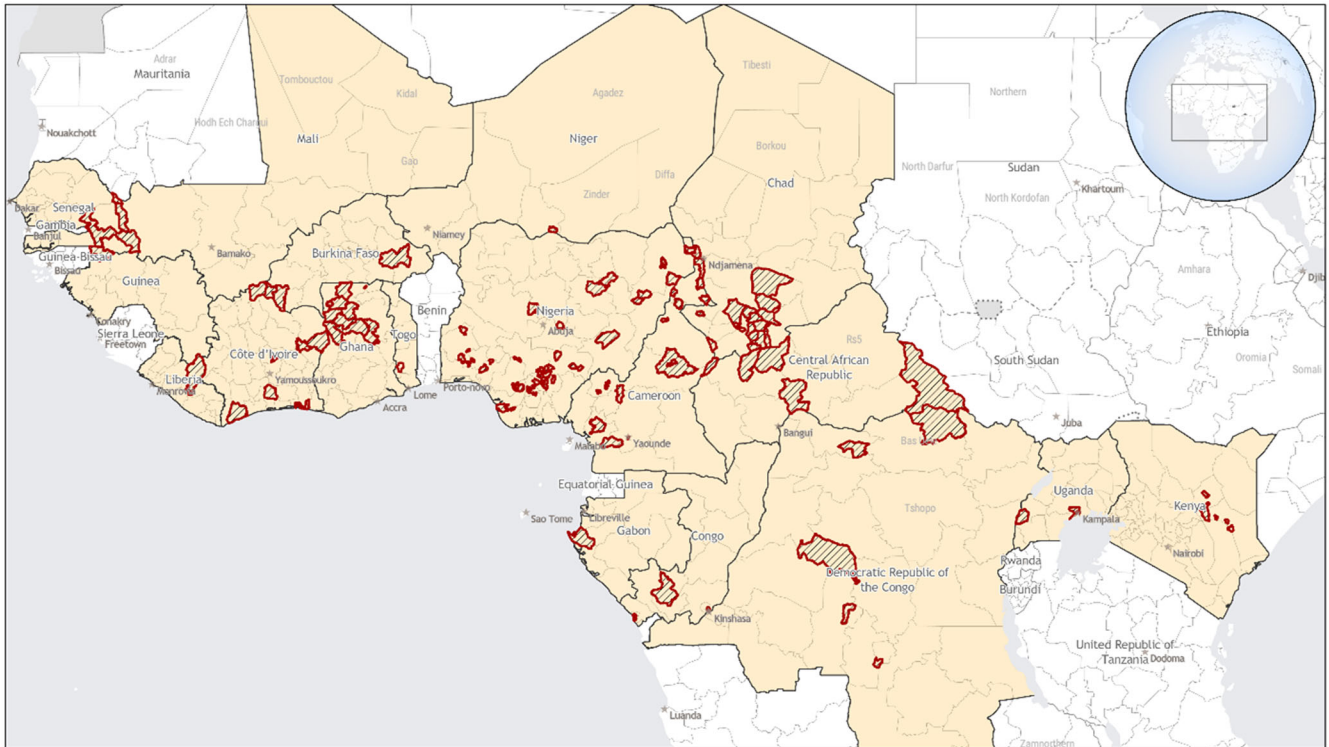 Adrar
Mauritania
Tibesti
Tombouctou
Kidal
Agadez
Northern
Hodh Ech Chargui
Nouakchott
Mali
Niger
Borkou
Gao
Diffa
North Darfur
Sudan
Zinder
Chad
Khartoum
North Kordofan
Dakar
Senegal
Gambia
Banjul
Niamey
Bamako
Burkina Faso
Guinea-Bissau
Bissau
Ndjamena
Amhara
Djib
Guinea
Benin
Nigeria
Conakry
Sierra Leone
Freetown
Abuja
Togo
Ethiopia
Côte d'Ivoire
Ghana
Rs5
Central African
Republic
South Sudan
Oromia
Somali
Liberia
Monrovia
Yamoussoukro
Porto-novo
Lome
Accra
Cameroon
Juba
Bangui
Malabo
Yaounde
Equatorial Guinea
Uganda
Tshopo
Kenya
Sao Tome
Libreville
Gabon
Congo
Kampala
Nairobi
Rwanda
Democratic Republic of
the Congo
Burundi
Kinshasa
United Republic of
Tanzania
Dodoma
Luanda
Zamnorthern